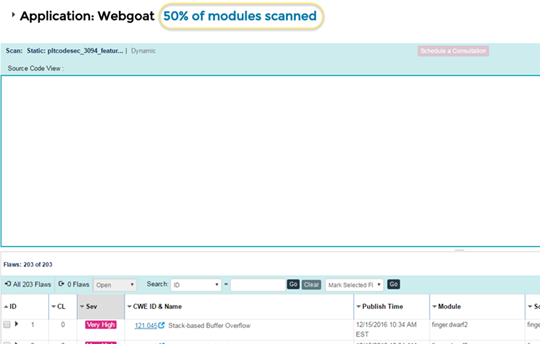 Application: Webgoat 50% of modules scanned
Scan: Static: pltcodesec_3094_featur... | Dynamic Schedule a Consultation
Source Code View :
Flaws: 203 of 203
All 203 Flaws 0 Flaws Open Search: ID = Go Clear Mark Selected Fl Go
ID CL Sev CWE ID & Name Publish Time Module
1 0 Very High 121.045 Stack-based Buffer Overflow 12/15/2016 10:34 AM finger.dwarf2
EST